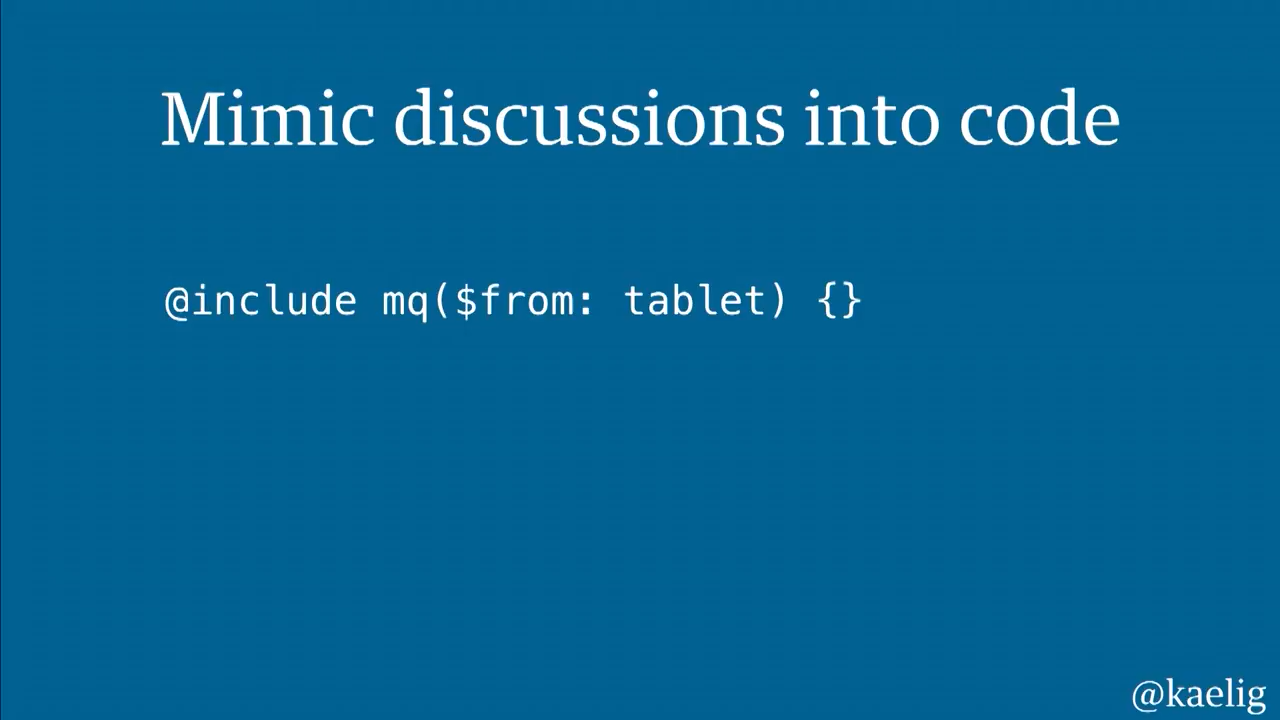 Mimic discussions into code
@include mq($from: tablet) {}
@kaelig